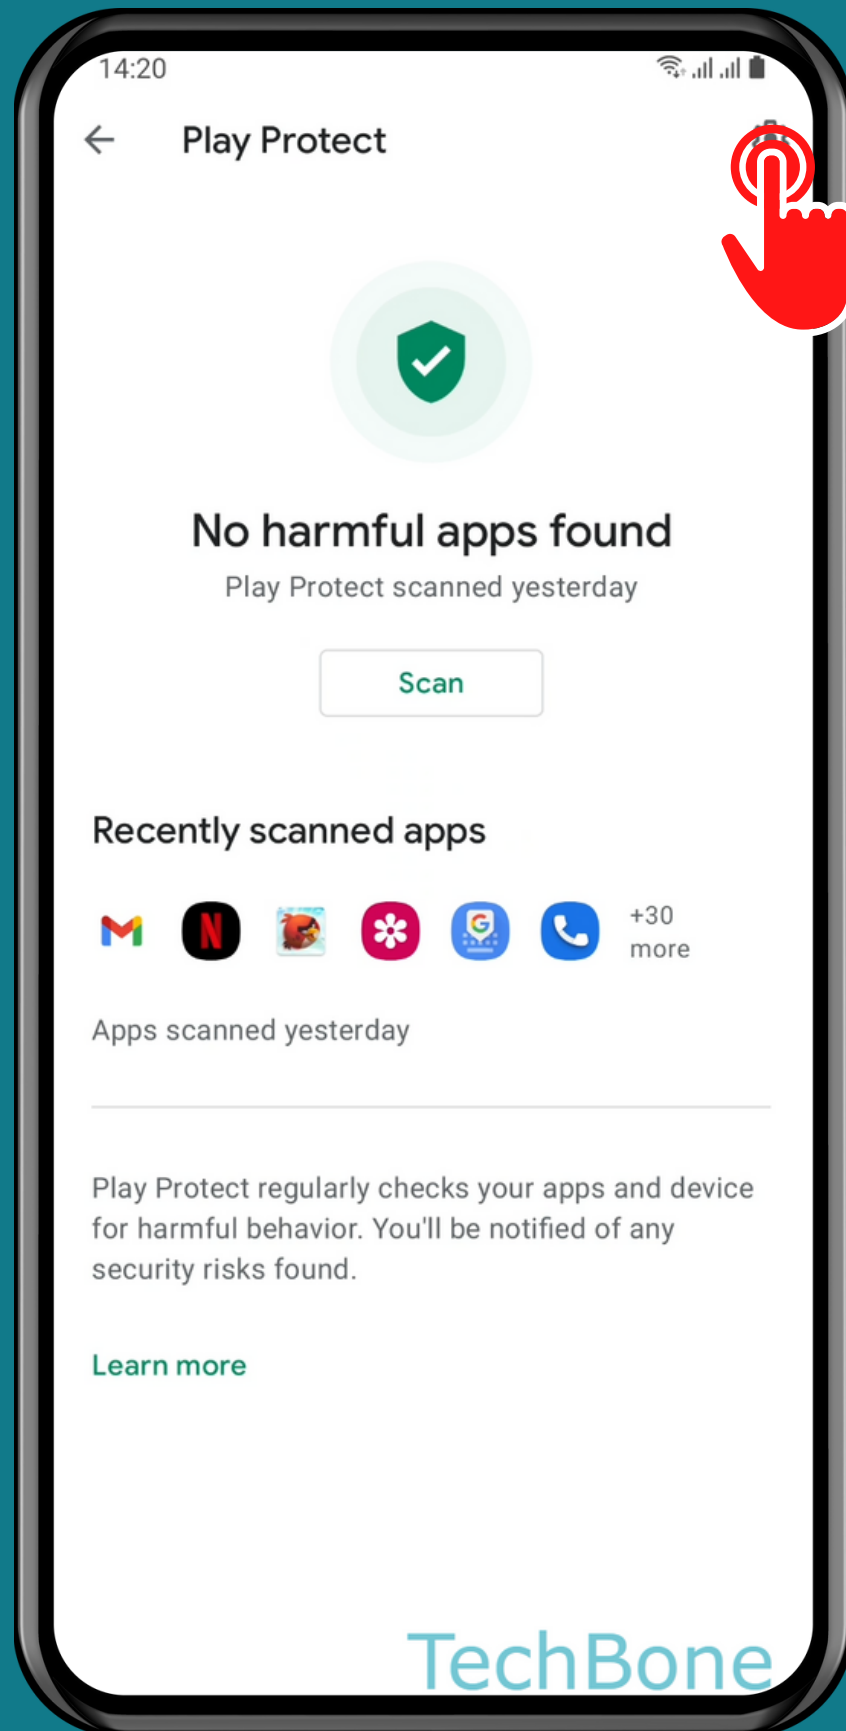 14:20
Play Protect
No harmful apps found
Play Protect scanned yesterday
Scan
Recently scanned apps
N
G
+30
more
Apps scanned yesterday
Play Protect regularly checks your apps and device
for harmful behavior. You'll be notified of any
security risks found.
Learn more
TechBone